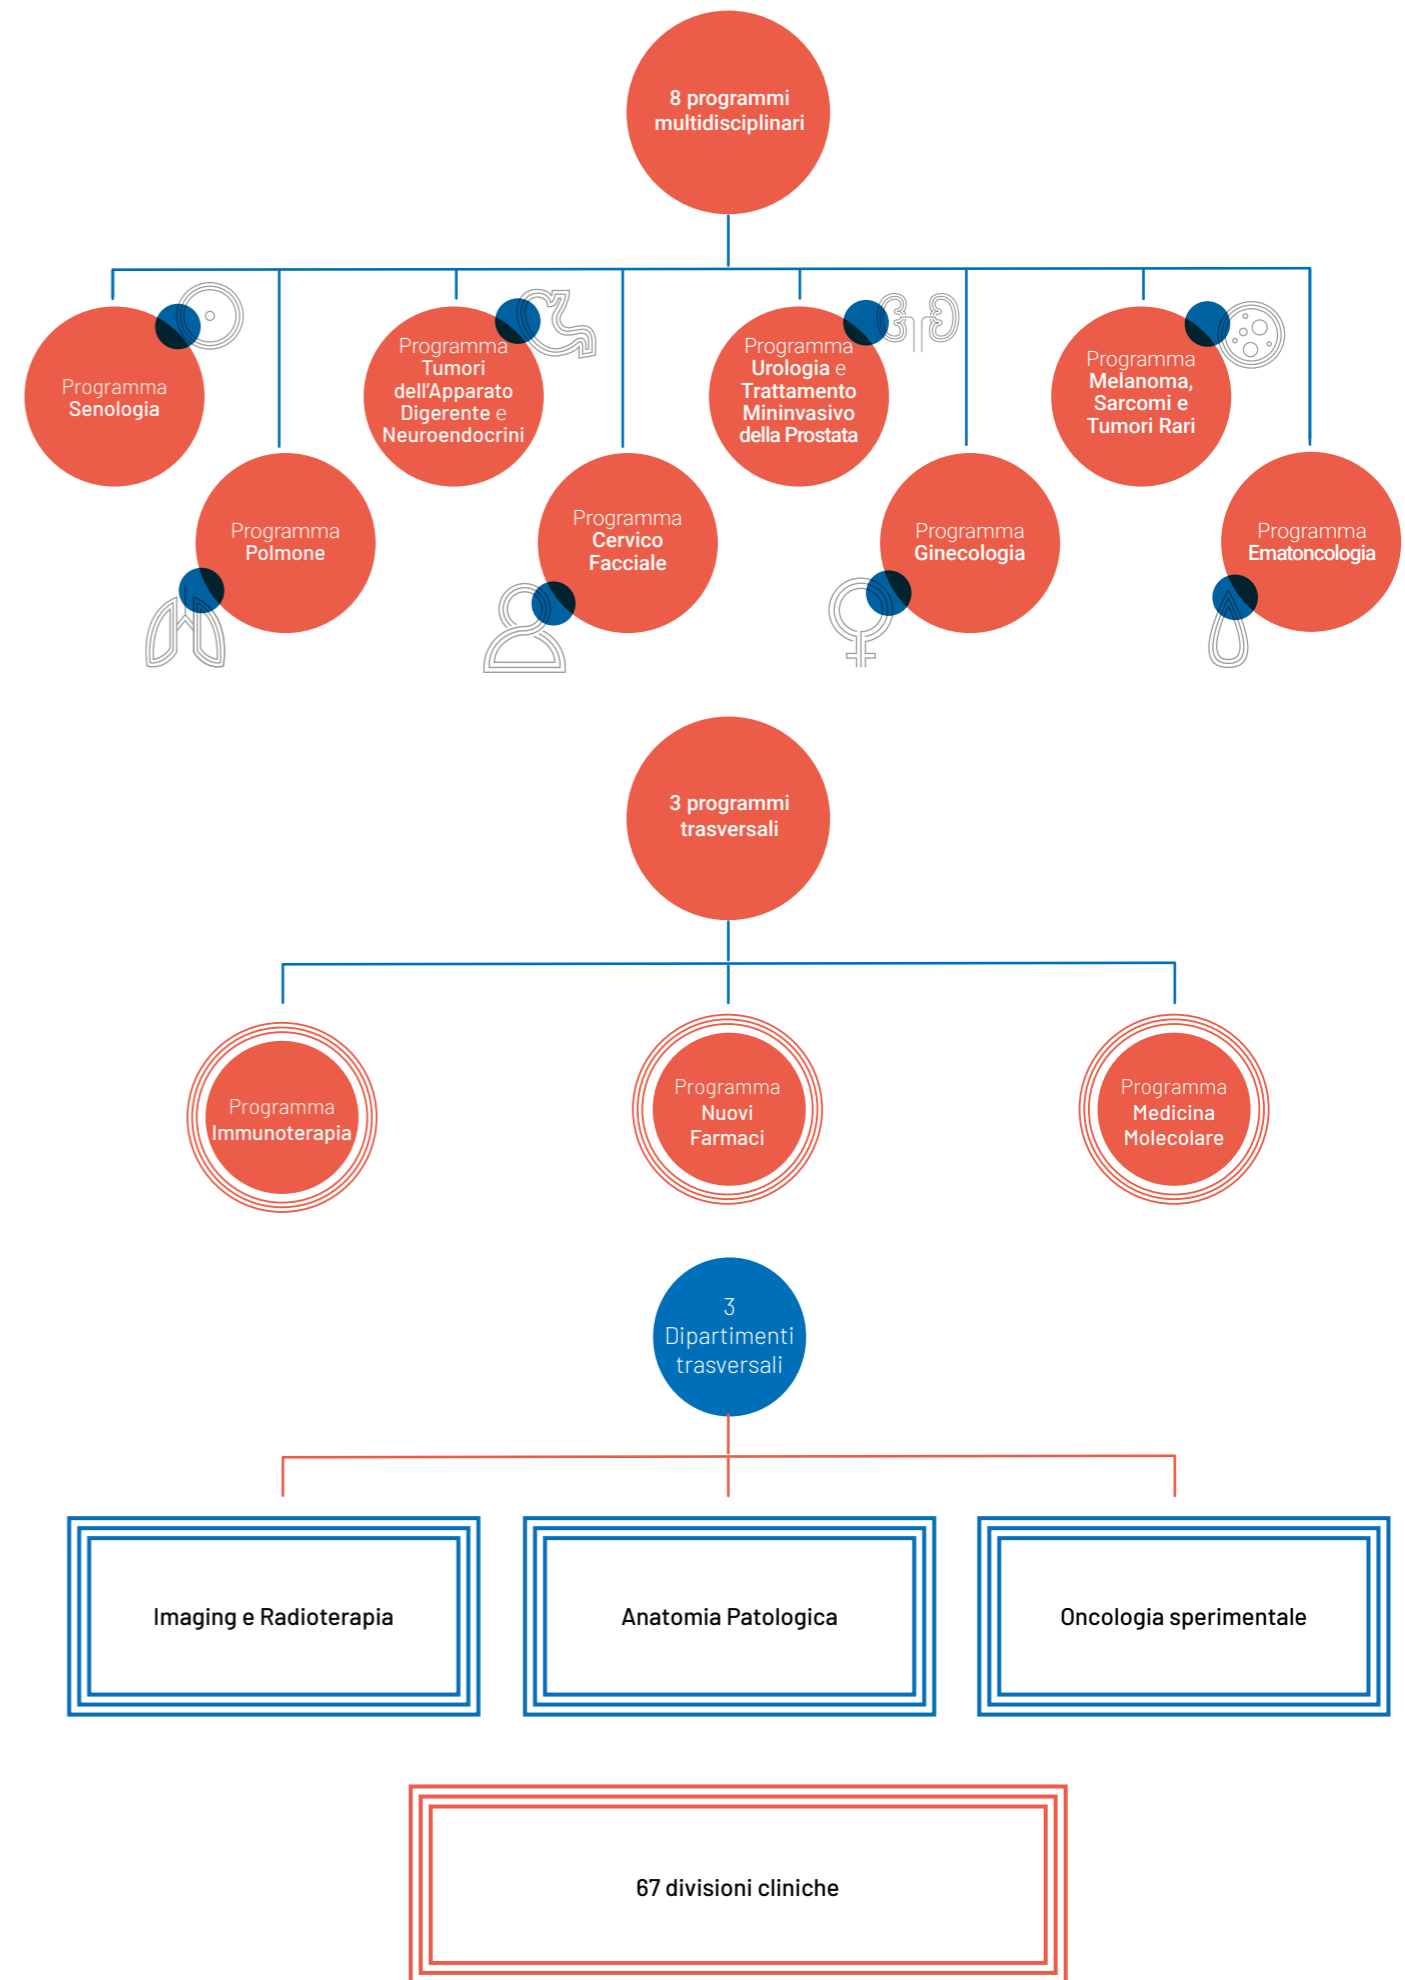 8 programmi
multidisciplinari
Programma
Senologia
Programma
Tumori
dell'Apparato
Digerente e
Neuroendocrini
Programma
Urologia e
Trattamento
Mininvasivo
della Prostata
Programma
Melanoma,
Sarcomi e
Tumori Rari
Programma
Polmone
Programma
Cervico
Facciale
Programma
Ginecologia
Programma
Ematoncologia
3 programmi
trasversali
Programma
Immunoterapia
Programma
Nuovi
Farmaci
Programma
Medicina
Molecolare
3
Dipartimenti
trasversali
Imaging e Radioterapia
Anatomia Patologica
Oncologia sperimentale
67 divisioni cliniche